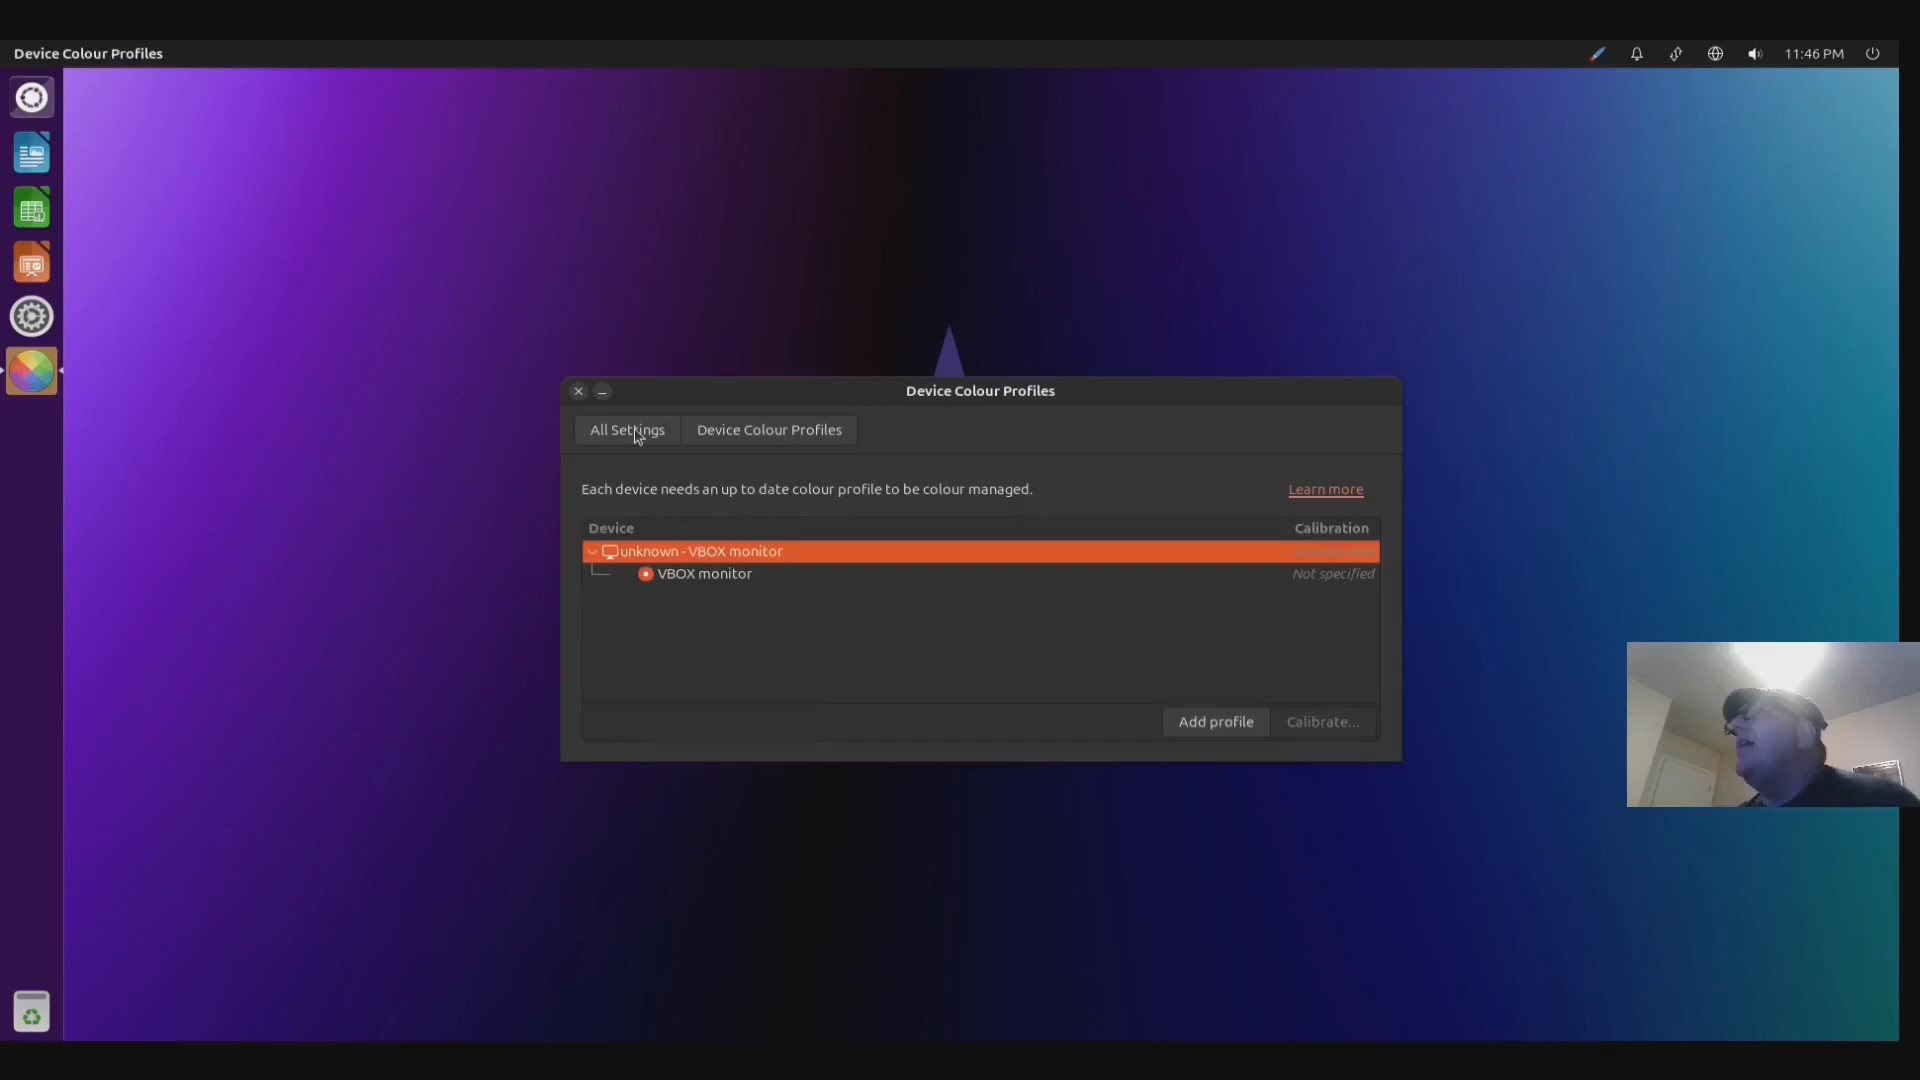 Device Colour Profiles
11:46 PM
Device Colour Profiles
All Settings
Device Colour Profiles
Each device needs an up to date colour profile to be colour managed.
Learn more
Device
Calibration
unknown - VBOX monitor
VBOX monitor
Not specified
Add profile
Calibrate...